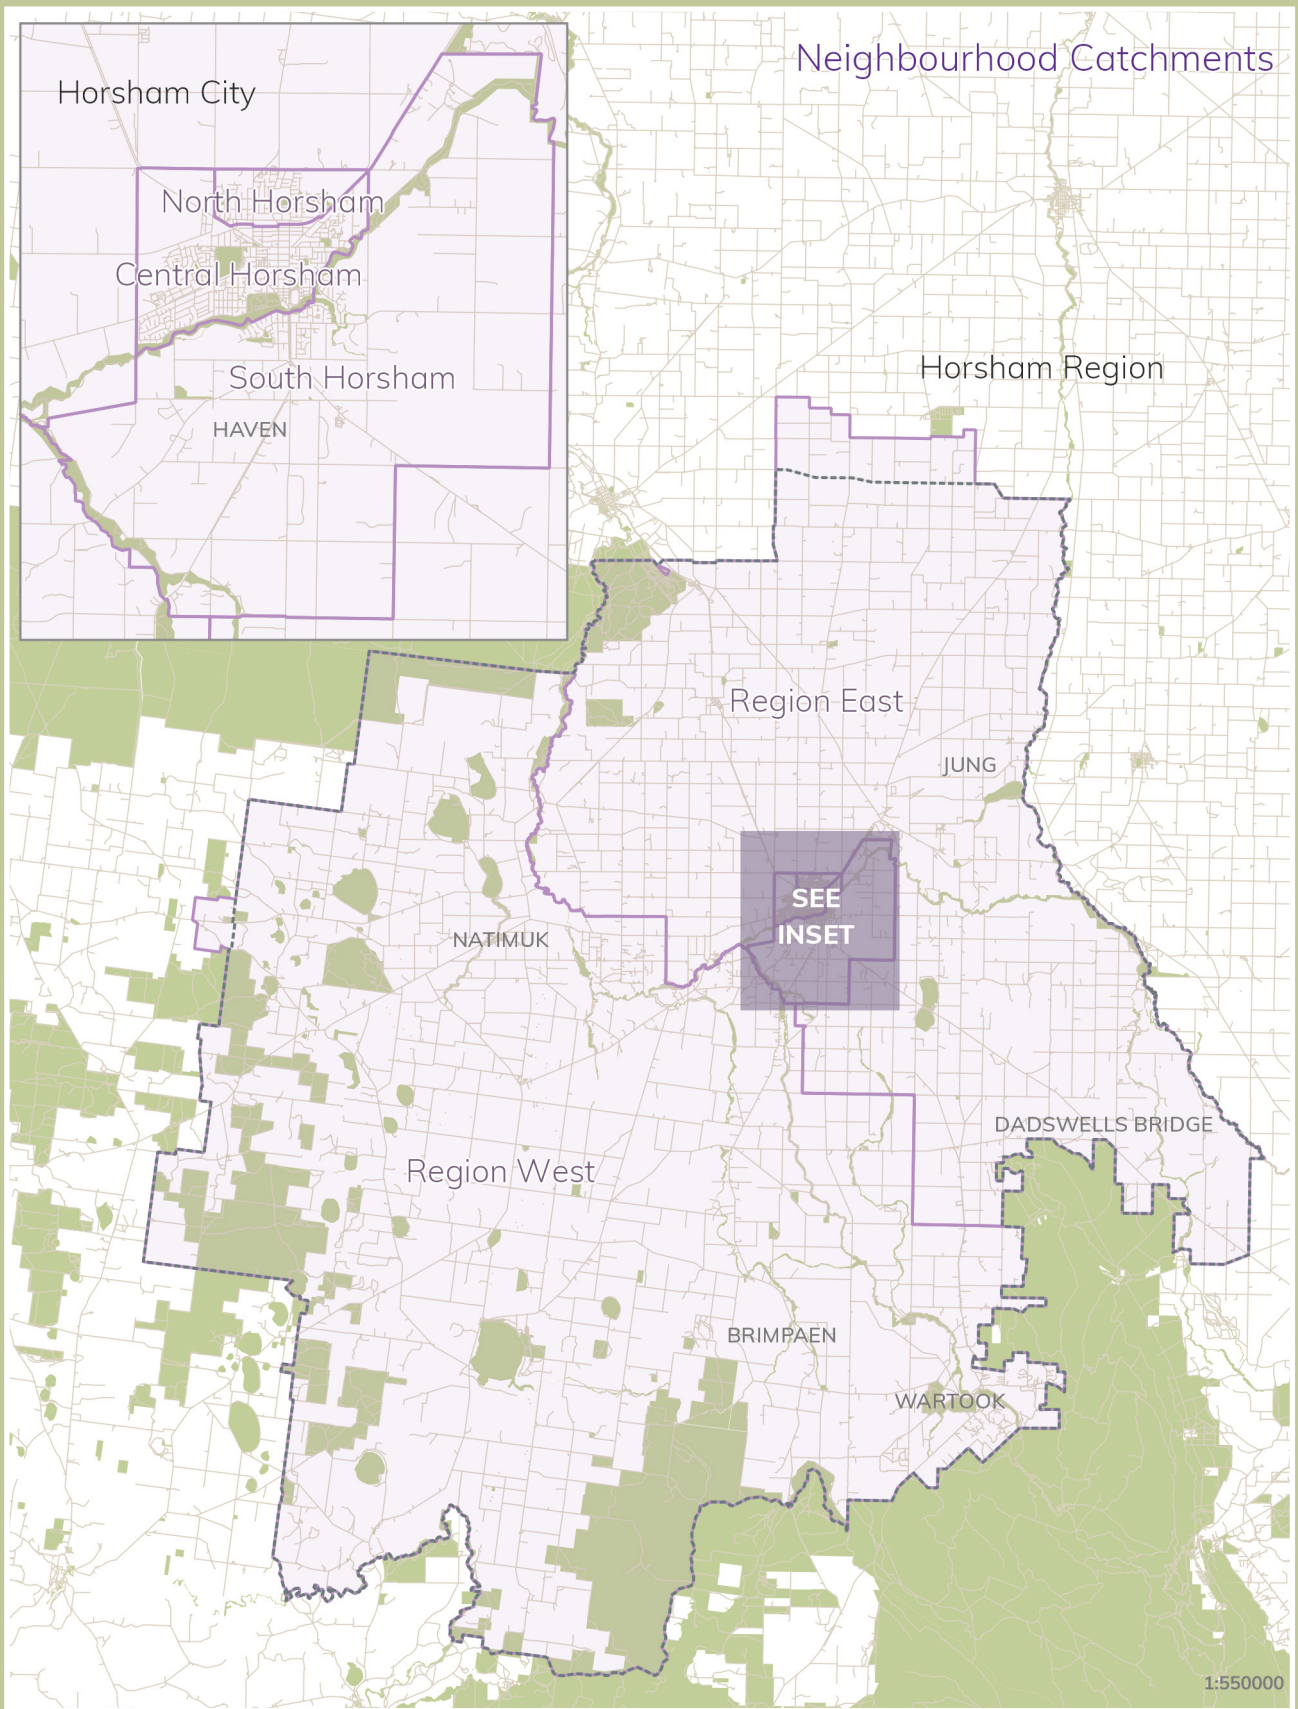 Neighbourhood Catchments
Horsham City
North Horsham
Central Horsham
South Horsham
HAVEN
Horsham Region
Region East
JUNG
SEE
INSET
NATIMUK
DADSWELLS BRIDGE
Region West
BRIMPAEN
WARTOOK
1:550000